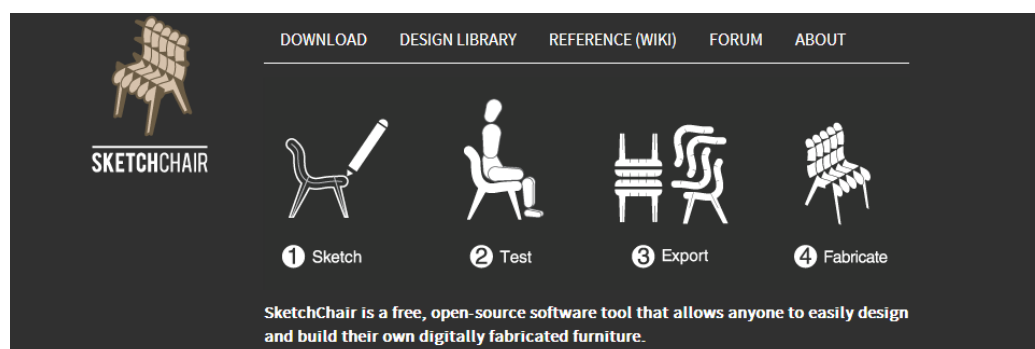 DOWNLOAD DESIGN LIBRARY REFERENCE (WIKI) FORUM ABOUT
SKETCHCHAIR
1 Sketch 2 Test 3 Export 4 Fabricate
SketchChair is a free, open-source software tool that allows anyone to easily design
and build their own digitally fabricated furniture.